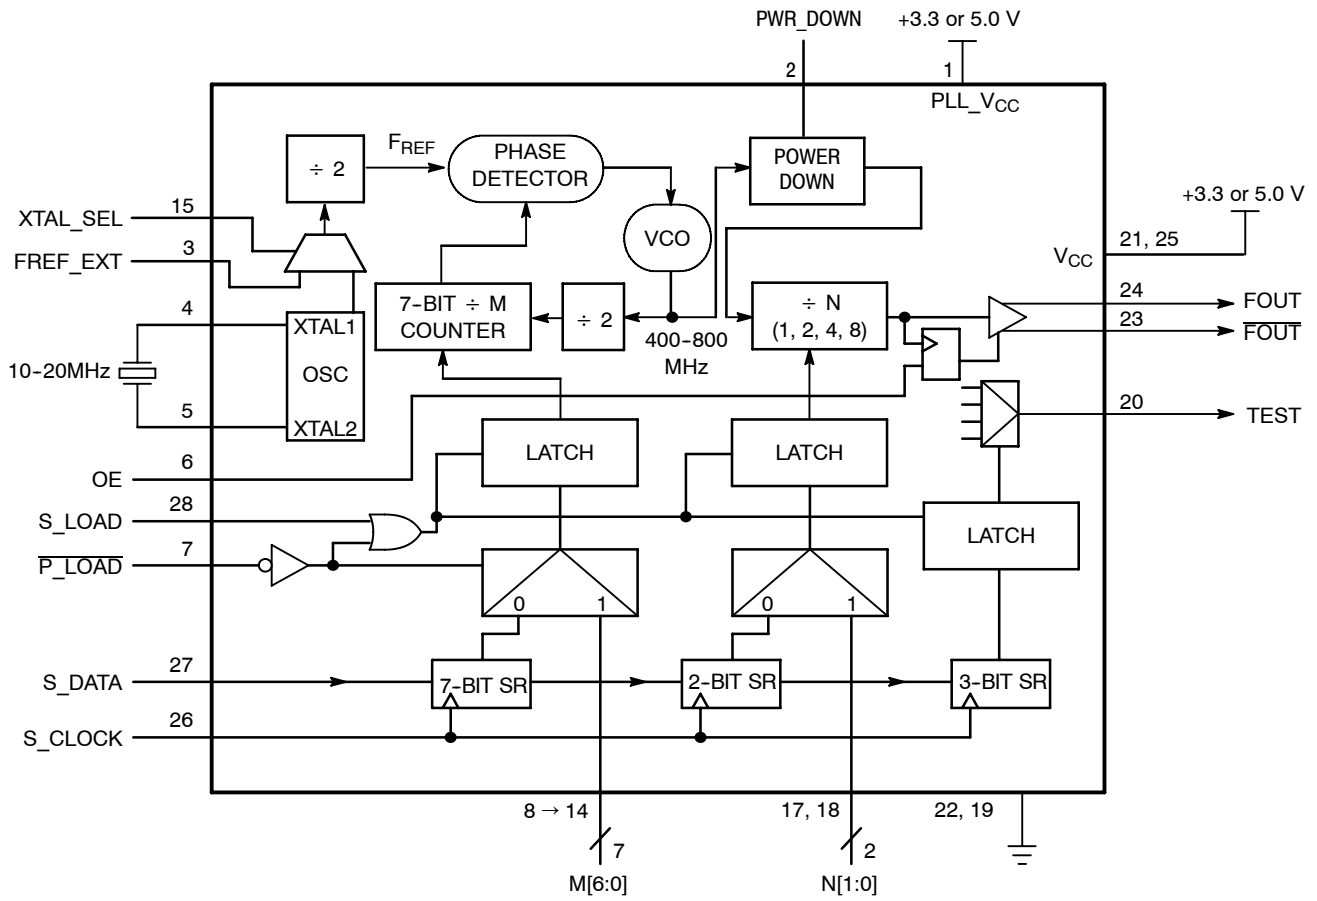 PWR_DOWN
+3.3 or 5.0 V
2
1
PLL_VCC
÷ 2
FREF
PHASE
DETECTOR
POWER
DOWN
XTAL_SEL
15
FREF_EXT
3
VCO
+3.3 or 5.0 V
VCC
21, 25
4
XTAL1
OSC
XTAL2
10-20MHz
5
7-BIT ÷ M
COUNTER
÷ 2
400-800
MHz
÷ N
(1, 2, 4, 8)
24
FOUT
23
FOUT
20
TEST
OE
6
LATCH
LATCH
S_LOAD
28
P_LOAD
7
LATCH
0
1
0
1
S_DATA
27
7-BIT SR
2-BIT SR
3-BIT SR
S_CLOCK
26
8 → 14
17, 18
22, 19
7
2
M[6:0]
N[1:0]